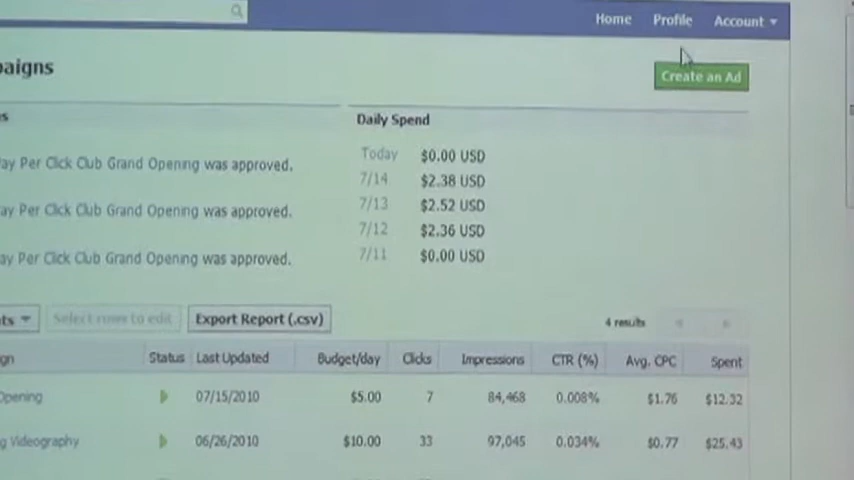 Home Profile Account
paigns
Create an Ad
Daily Spend
Today $0.00 USD
ay Per Click Club Grand Opening was approved.
7/14 $2.38 USD
7/13 $2.52 USD
ay Per Click Club Grand Opening was approved.
7/12 $2.36 USD
ay Per Click Club Grand Opening was approved.
7/11 $0.00 USD
Select rows to edit Export Report (.csv) 4 results
Status Last Updated Budget/day Clicks Impressions CTR (%) Avg. CPC Spent
Opening 07/15/2010 $5.00 7 84,468 0.008% $1.76 $12.32
g Videography 06/26/2010 $10.00 33 97,045 0.034% $0.77 $25.43